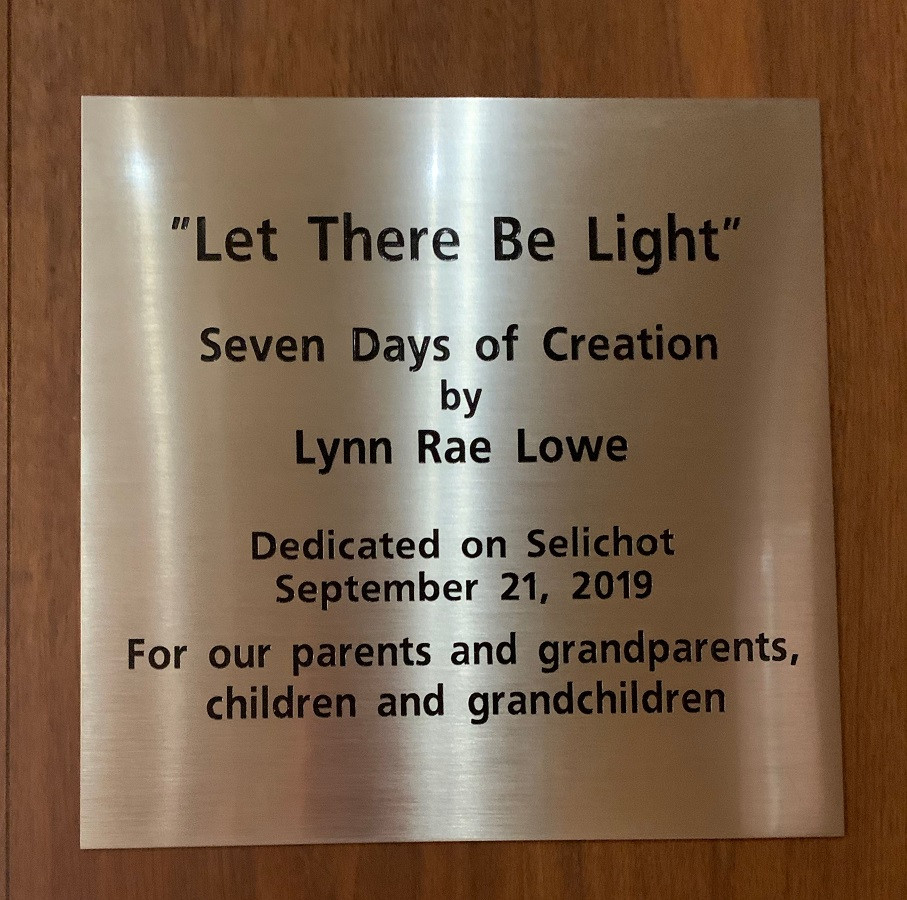 "Let There Be Light"
Seven Days of Creation
by
Lynn Rae Lowe
Dedicated on Selichot
September 21, 2019
For our parents and grandparents,
children and grandchildren